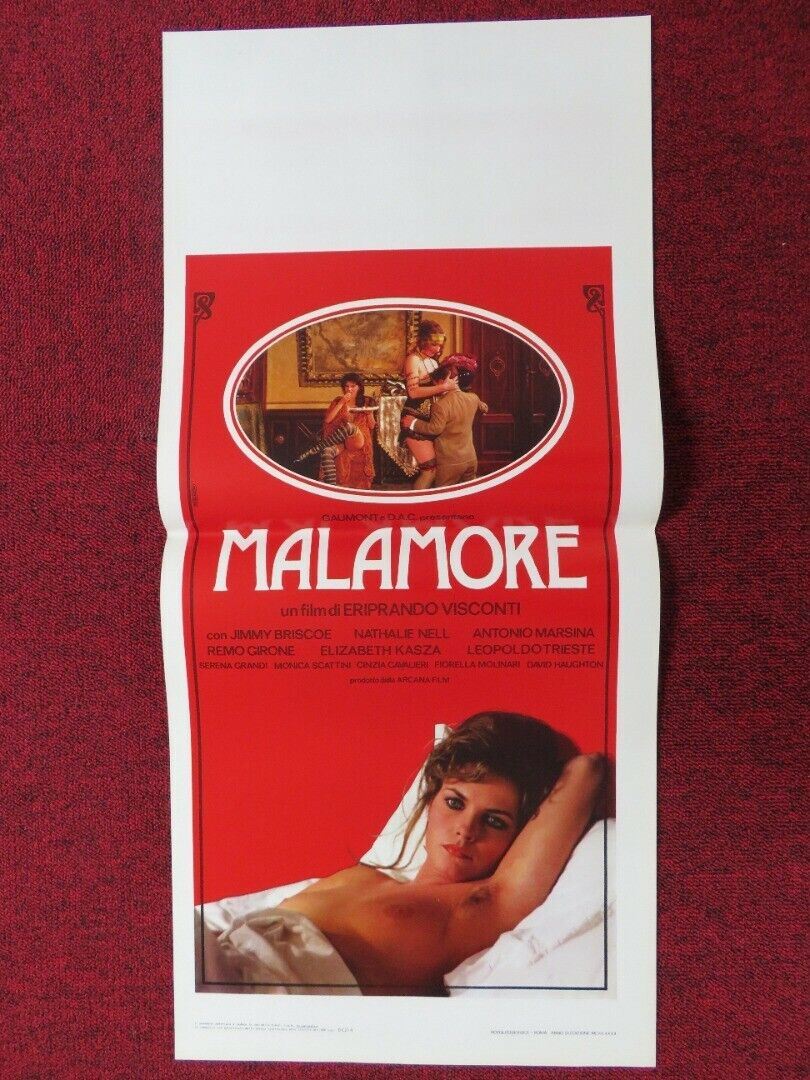 GAUMONT e D.A.C. presentano
MALAMORE
un film di ERIPRANDO VISCONTI
con JIMMY BRISCOE NATHALIE NELL ANTONIO MARSINA
REMO GIRONE ELIZABETH KASZA LEOPOLDO TRIESTE
SERENA GRANDI MONICA SCATTINI CINZIA CAVALIERI FIORELLA MOLINARI DAVID HAUGHTON
prodotto dalla ARCANA FILM